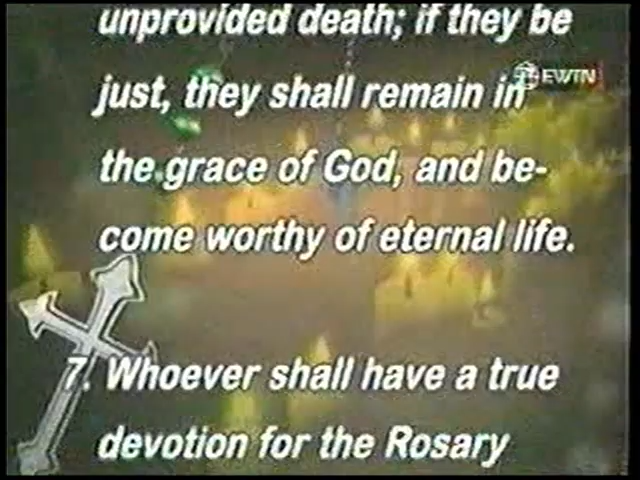 unprovided death; if they be
just, they shall remain in
EWTN
the grace of God, and be-
come worthy of eternal life.
7. Whoever shall have a true
devotion for the Rosary